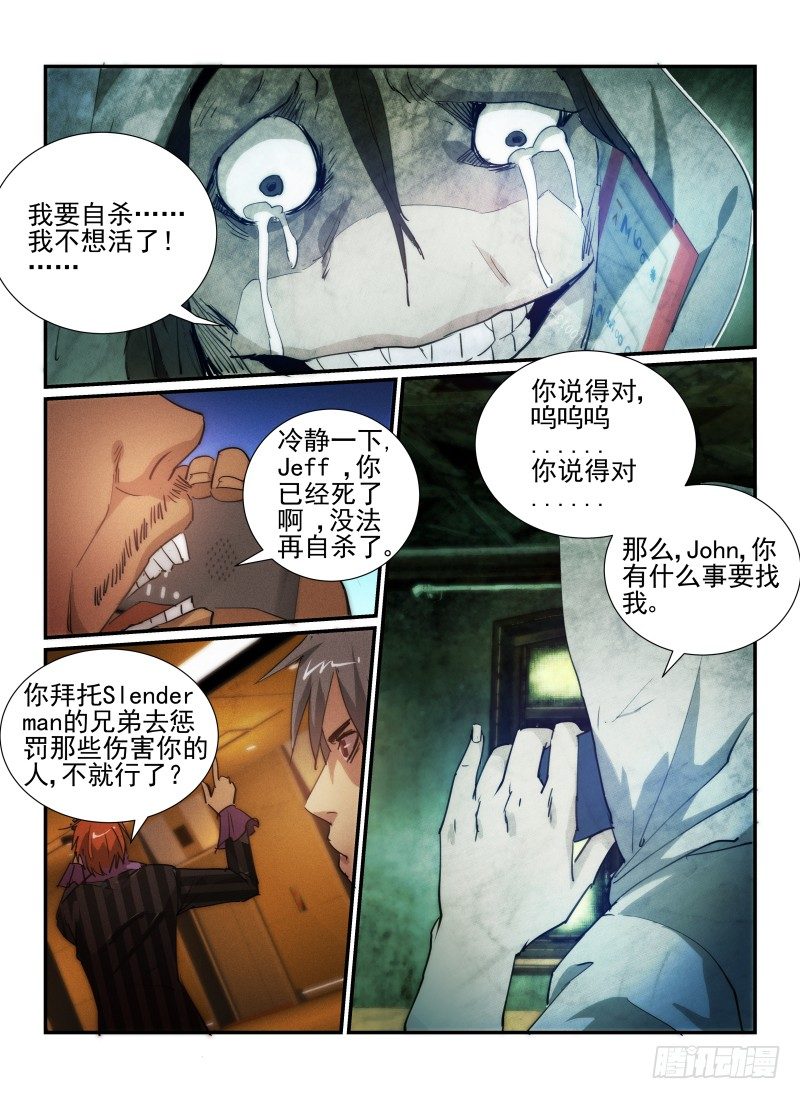 我要自杀······
我不想活了!
······
冷静一下,
Jeff ,你
已经死了
啊 ,没法
再自杀了。
你拜托Slender
man的兄弟去惩
罚那些伤害你的
人,不就行了?
你说得对,
呜呜呜
......
你说得对
......
那么,John,你
有什么事要找
我。
腾讯动漫